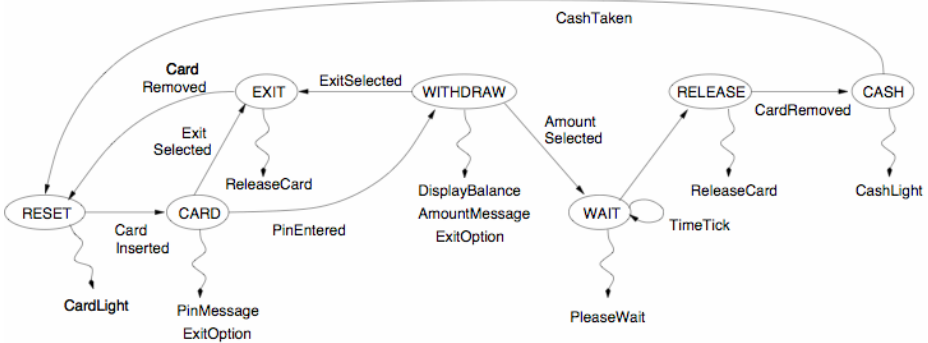 CashTaken
Card
Removed
EXIT
ExitSelected
WITHDRAW
RELEASE
CASH
CardRemoved
Exit
Selected
Amount
Selected
ReleaseCard
DisplayBalance
AmountMessage
ExitOption
ReleaseCard
CashLight
RESET
CARD
Card
Inserted
PinEntered
WAIT
TimeTick
CardLight
PinMessage
ExitOption
PleaseWait